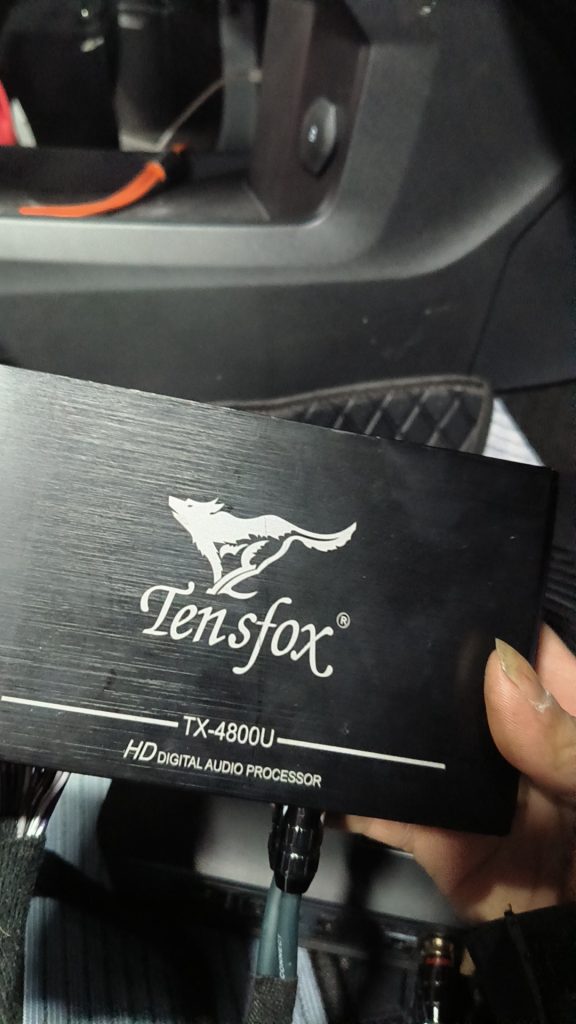 Tensfox®
TX-4800U
HD DIGITAL AUDIO PROCESSOR